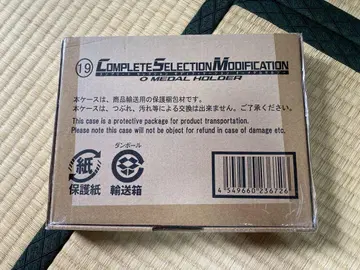 ⑲ COMPLETE SELECTION MODIFICATION
O MEDAL HOLDER
本ケースは、商品輸送用の保護梱包材です。
本ケースは、つぶれ、汚れ等による交換は出来ません、ご了承ください。
This case is a protective package for product transportation.
Please note this case will not be object for refund in case of damage etc.
紙
保護紙
ダンボール
輸送箱
4 549660 236726